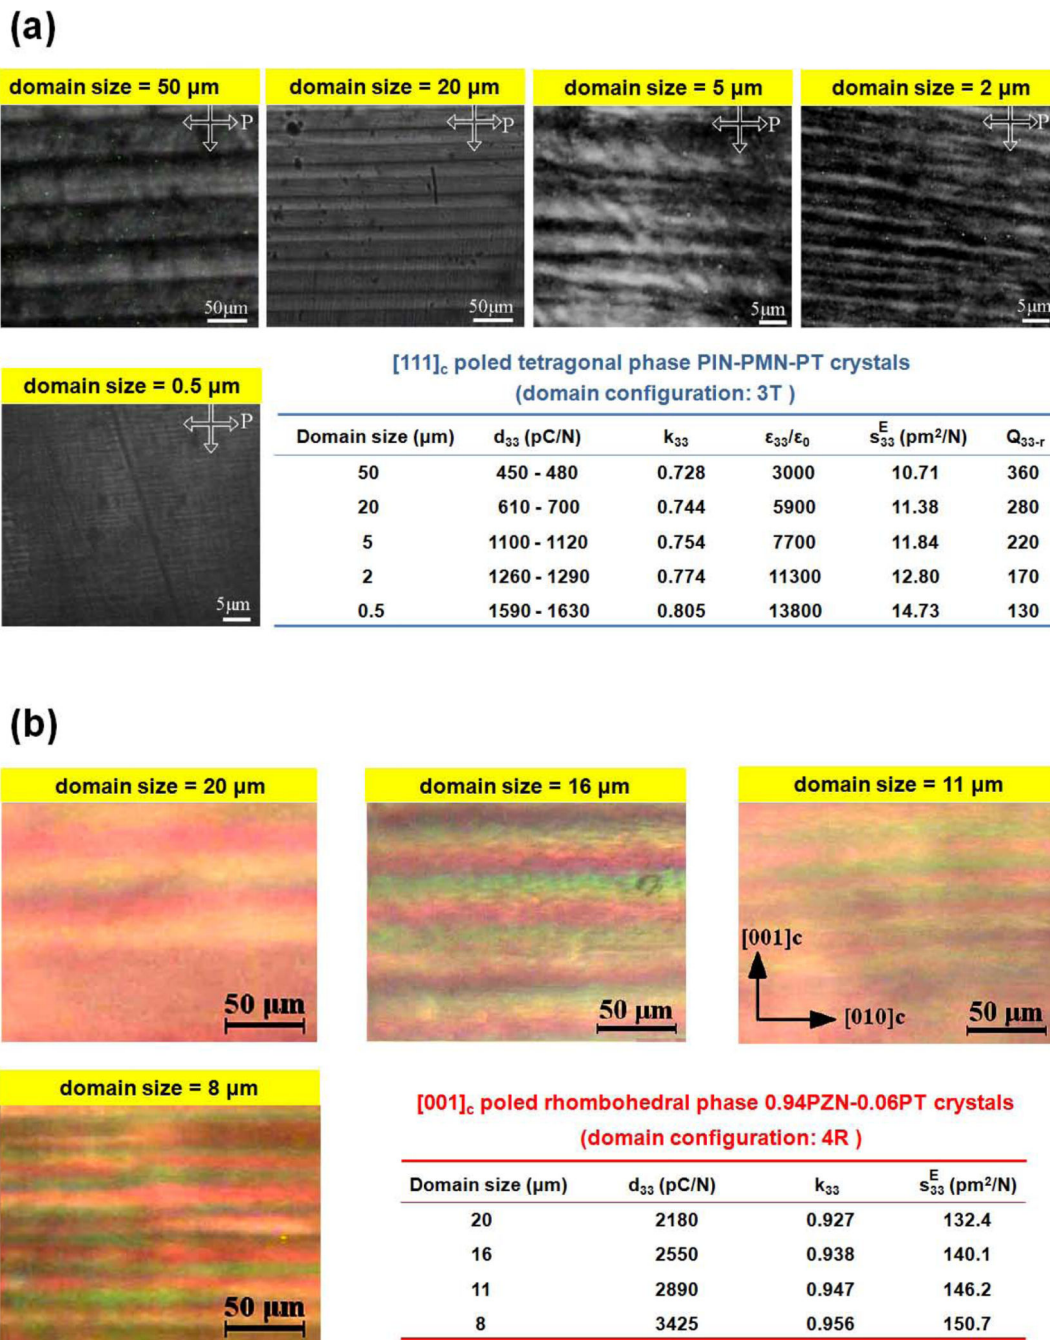 (a)
domain size = 50 μm
domain size = 20 μm
domain size = 5 μm
domain size = 2 μm
P
P
P
P
50μm
50μm
5μm
5μm
domain size = 0.5 μm
P
5μm
[111]c poled tetragonal phase PIN-PMN-PT crystals
(domain configuration: 3T )
Domain size (μm) d33 (pC/N) k33 ε33/ε0 s33E (pm2/N) Q33-r
50 450 - 480 0.728 3000 10.71 360
20 610 - 700 0.744 5900 11.38 280
5 1100 - 1120 0.754 7700 11.84 220
2 1260 - 1290 0.774 11300 12.80 170
0.5 1590 - 1630 0.805 13800 14.73 130
(b)
domain size = 20 μm
domain size = 16 μm
domain size = 11 μm
50 μm
50 μm
[001]c
[010]c
50 μm
domain size = 8 μm
50 μm
[001]c poled rhombohedral phase 0.94PZN-0.06PT crystals
(domain configuration: 4R )
Domain size (μm) d33 (pC/N) k33 s33E (pm2/N)
20 2180 0.927 132.4
16 2550 0.938 140.1
11 2890 0.947 146.2
8 3425 0.956 150.7